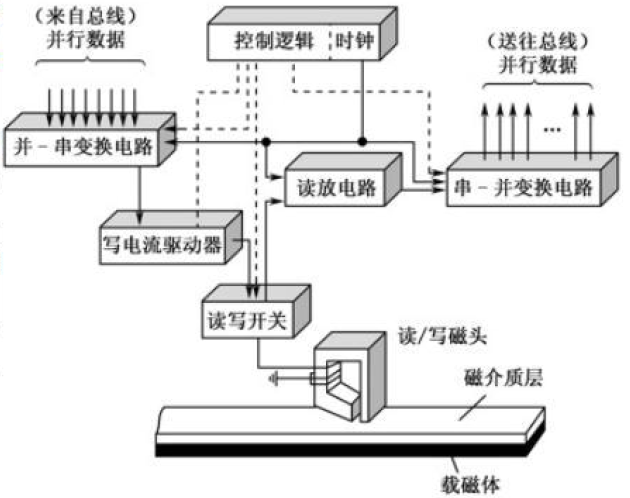 （来自总线）
并行数据
控制逻辑 时钟
（送往总线）
并行数据
...
并－串变换电路
读放电路
串－并变换电路
写电流驱动器
读写开关
读/写磁头
磁介质层
载磁体